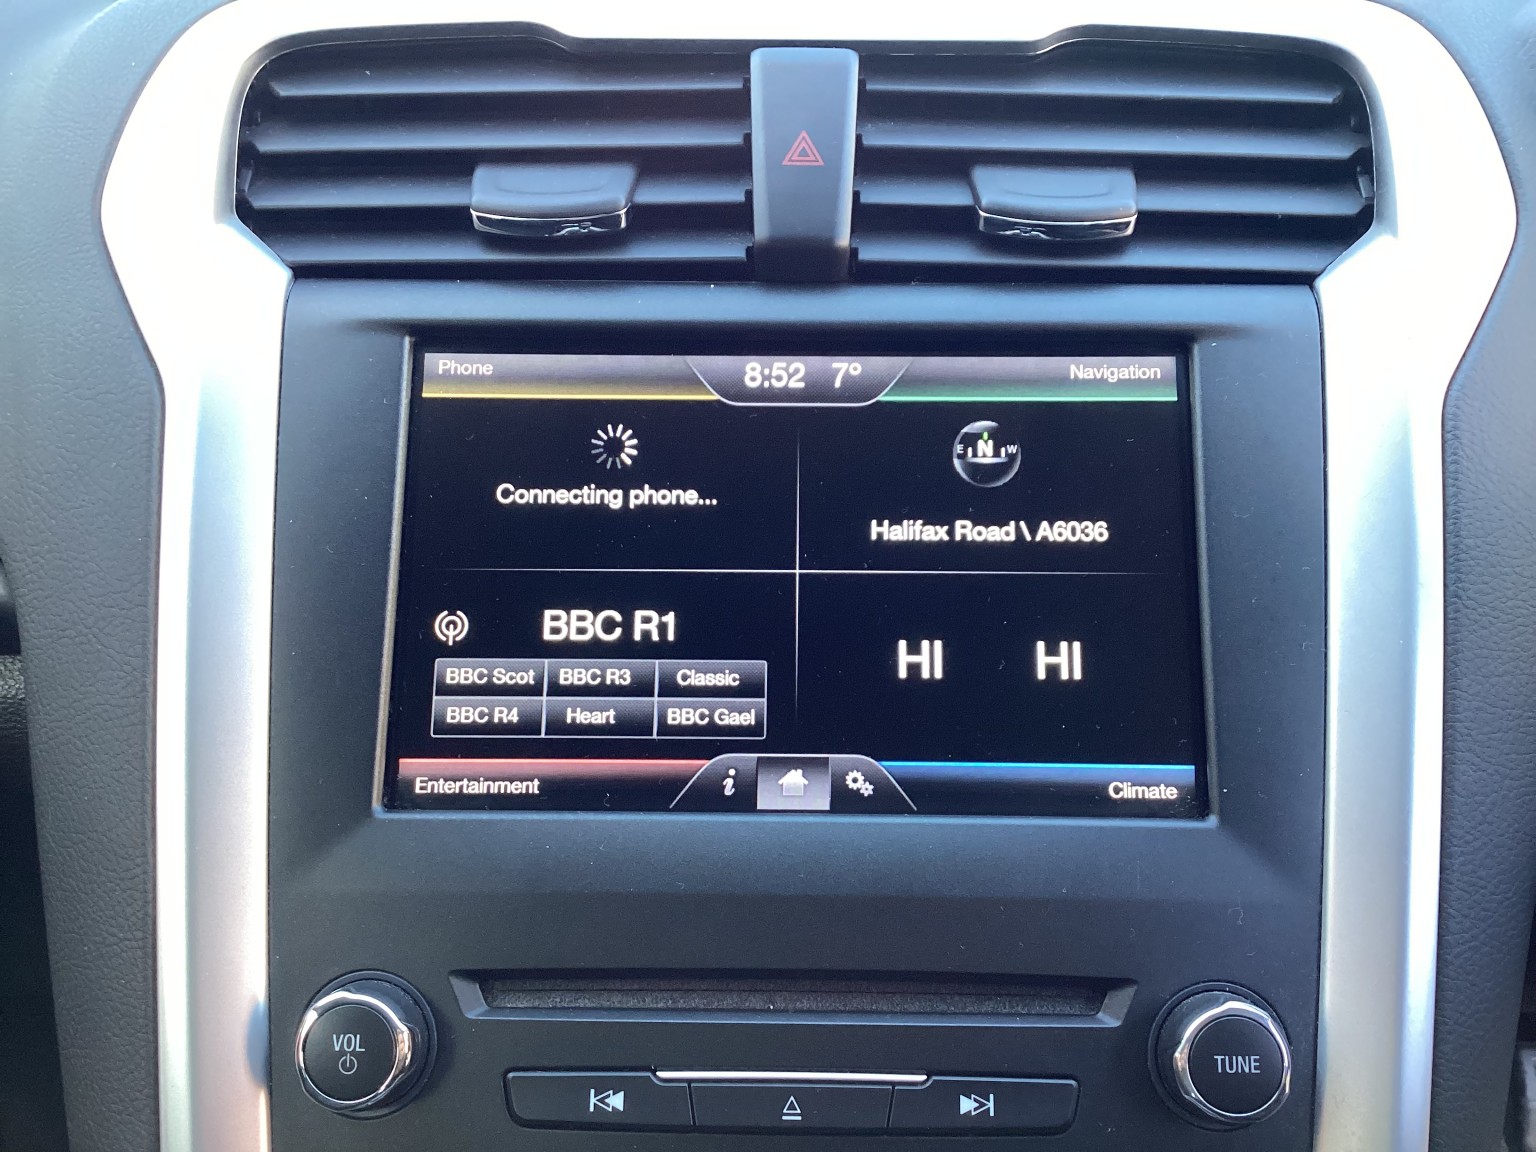 Phone
8:52 7°
Navigation
Connecting phone...
E N W
Halifax Road \ A6036
BBC R1
BBC Scot BBC R3 Classic
BBC R4 Heart BBC Gael
HI HI
Entertainment
i
Climate
VOL
TUNE